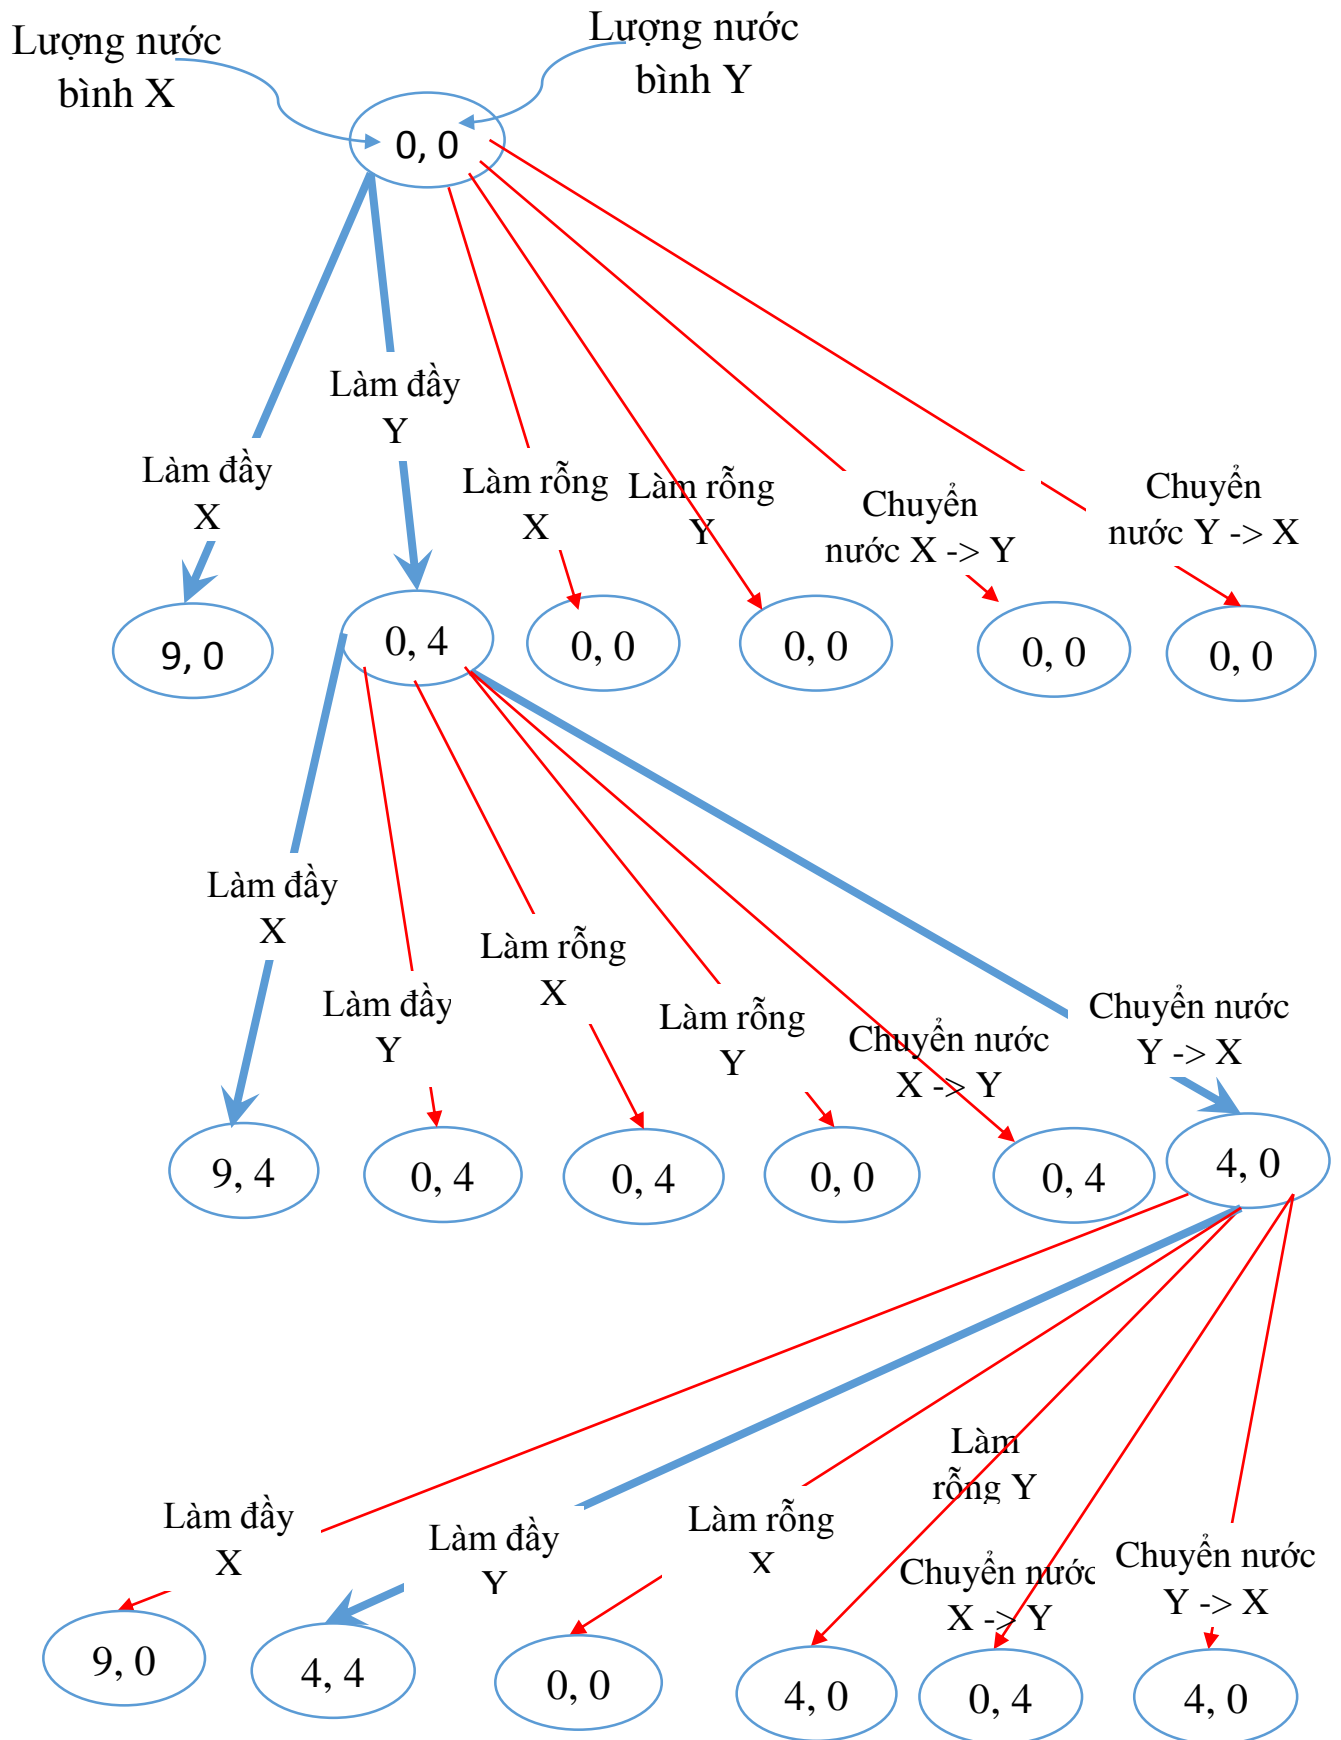 Lượng nước
bình X
Lượng nước
bình Y
0, 0
Làm đầy
X
Làm đầy
Y
Làm rỗng
X
Làm rỗng
Y
Chuyển
nước X -> Y
Chuyển
nước Y -> X
9, 0
0, 4
0, 0
0, 0
0, 0
0, 0
Làm đầy
X
Làm đầy
Y
Làm rỗng
X
Làm rỗng
Y
Chuyển nước
X -> Y
Chuyển nước
Y -> X
9, 4
0, 4
0, 4
0, 0
0, 4
4, 0
Làm đầy
X
Làm đầy
Y
Làm rỗng
X
Làm
rỗng Y
Chuyển nước
X -> Y
Chuyển nước
Y -> X
9, 0
4, 4
0, 0
4, 0
0, 4
4, 0